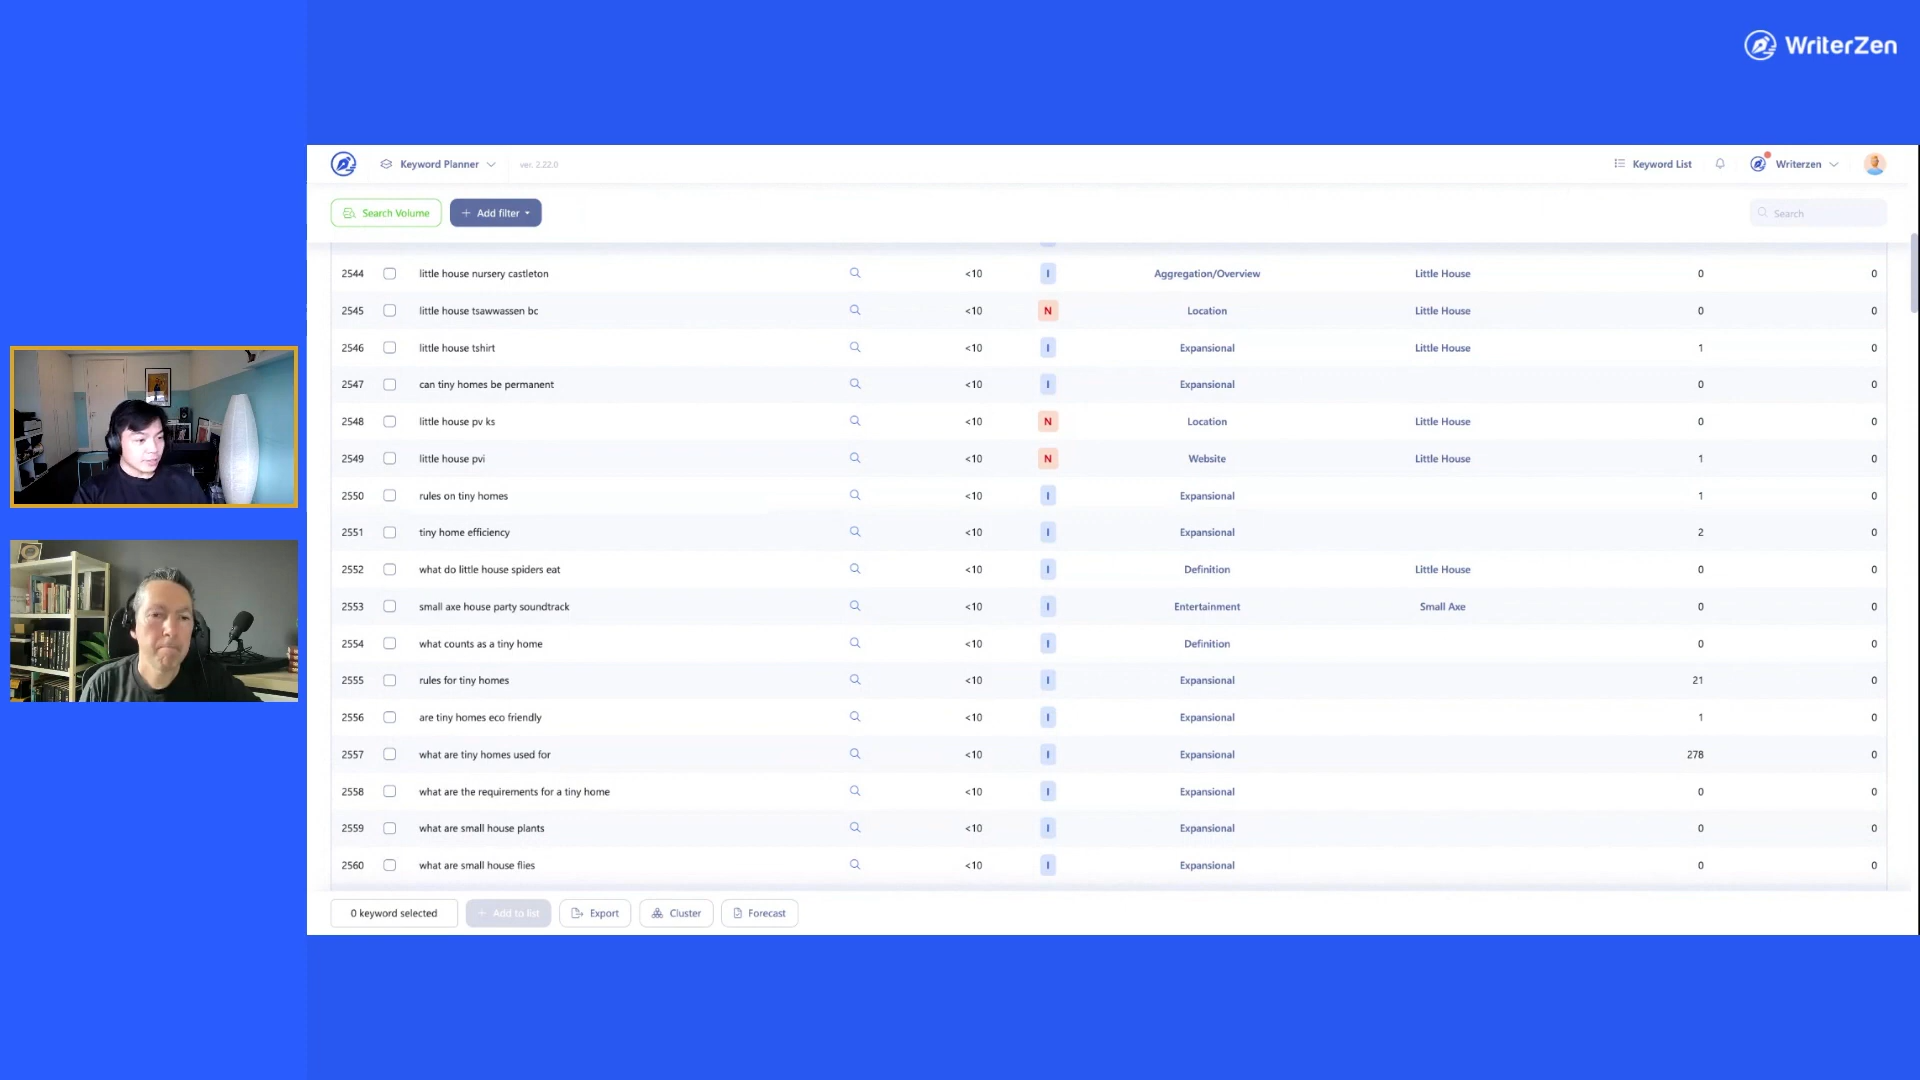 WriterZen
Keyword Planner ver. 2.22.0 Keyword List Writerzen
Search Volume + Add filter Search
2544 little house nursery castleton <10 I Aggregation/Overview Little House 0 0
2545 little house tsawwassen bc <10 N Location Little House 0 0
2546 little house tshirt <10 I Expansional Little House 1 0
2547 can tiny homes be permanent <10 I Expansional 0 0
2548 little house pv ks <10 N Location Little House 0 0
2549 little house pvi <10 N Website Little House 1 0
2550 rules on tiny homes <10 I Expansional 1 0
2551 tiny home efficiency <10 I Expansional 2 0
2552 what do little house spiders eat <10 I Definition Little House 0 0
2553 small axe house party soundtrack <10 I Entertainment Small Axe 0 0
2554 what counts as a tiny home <10 I Definition 0 0
2555 rules for tiny homes <10 I Expansional 21 0
2556 are tiny homes eco friendly <10 I Expansional 1 0
2557 what are tiny homes used for <10 I Expansional 278 0
2558 what are the requirements for a tiny home <10 I Expansional 0 0
2559 what are small house plants <10 I Expansional 0 0
2560 what are small house flies <10 I Expansional 0 0
0 keyword selected + Add to list Export Cluster Forecast